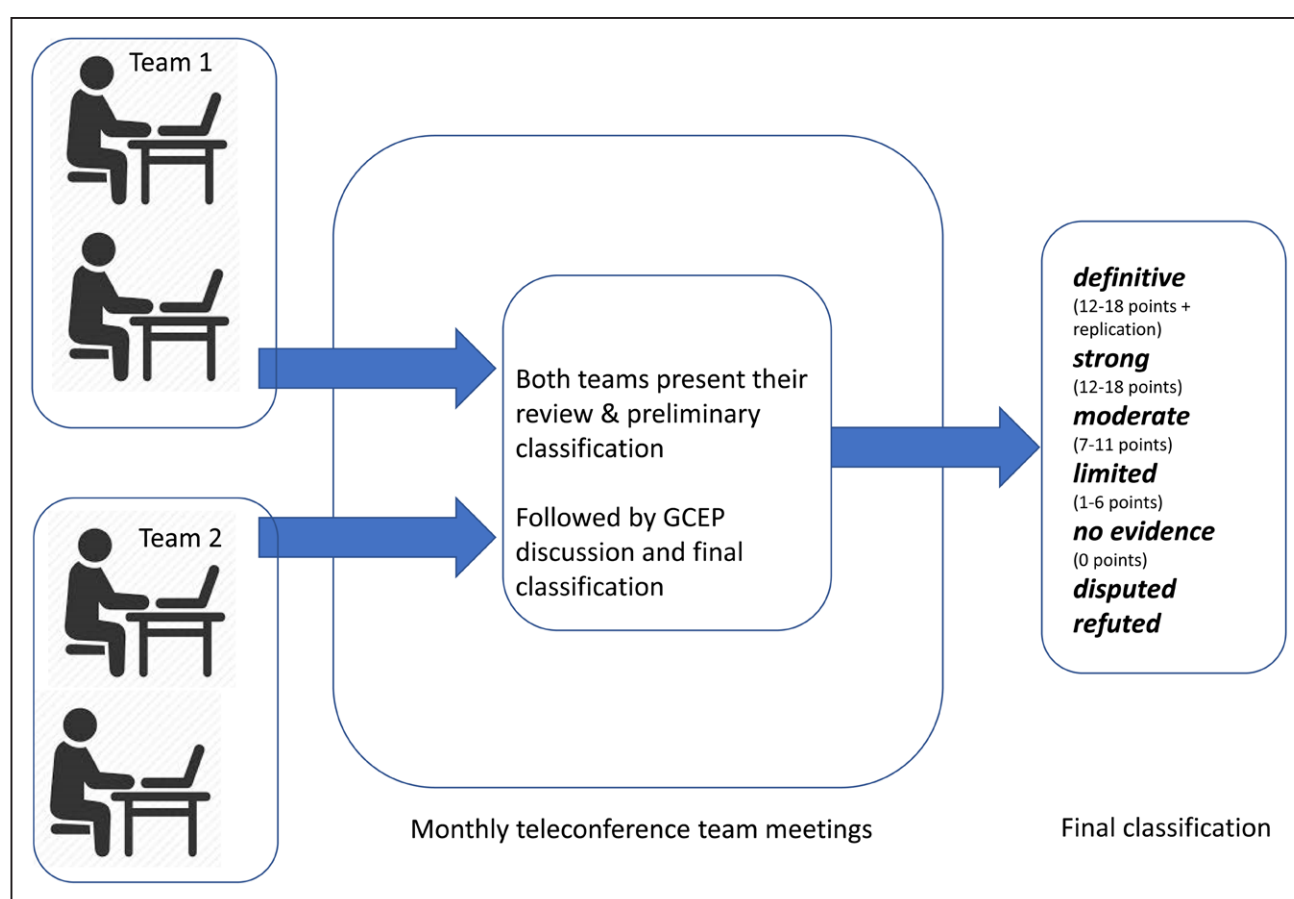 Team 1
Team 2
Both teams present their
review & preliminary
classification
Followed by GCEP
discussion and final
classification
Monthly teleconference team meetings
definitive
(12-18 points +
replication)
strong
(12-18 points)
moderate
(7-11 points)
limited
(1-6 points)
no evidence
(0 points)
disputed
refuted
Final classification